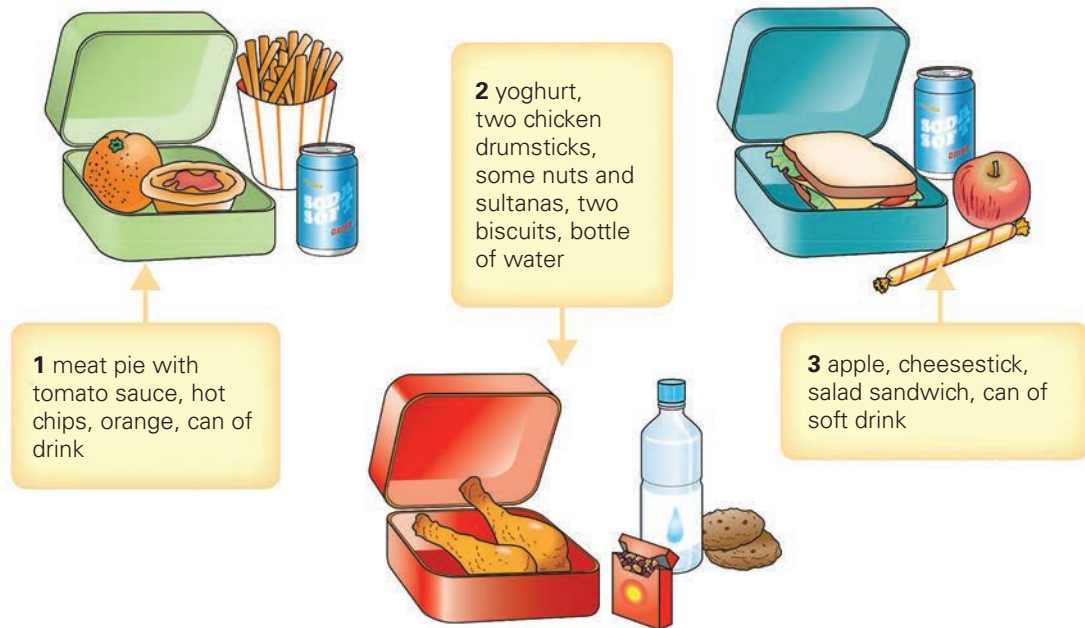 2 yoghurt,
two chicken
drumsticks,
some nuts and
sultanas, two
biscuits, bottle
of water
1 meat pie with
tomato sauce, hot
chips, orange, can of
drink
3 apple, cheesestick,
salad sandwich, can of
soft drink